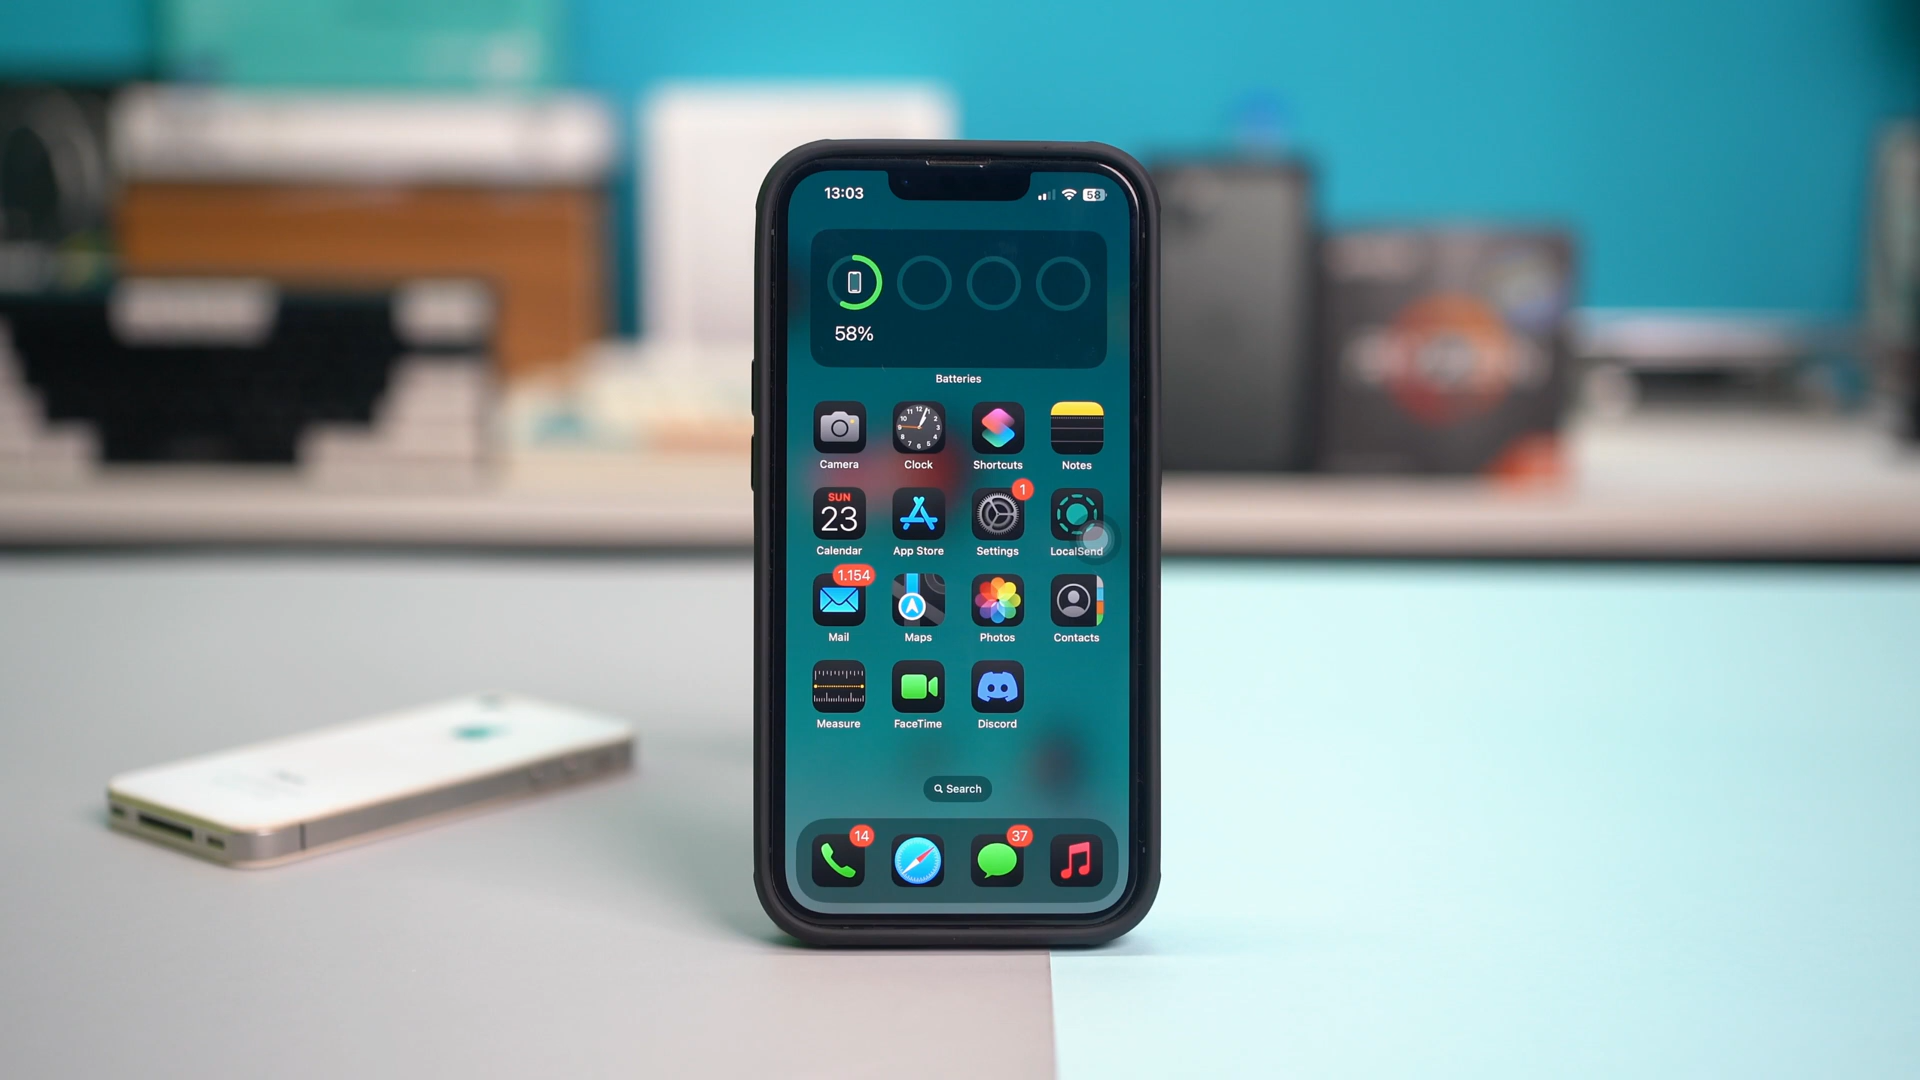 13:03
58
58%
Batteries
Camera
Clock
Shortcuts
Notes
SUN
23
1
Calendar
App Store
Settings
LocalSend
1.154
Mail
Maps
Photos
Contacts
Measure
FaceTime
Discord
Search
14
37